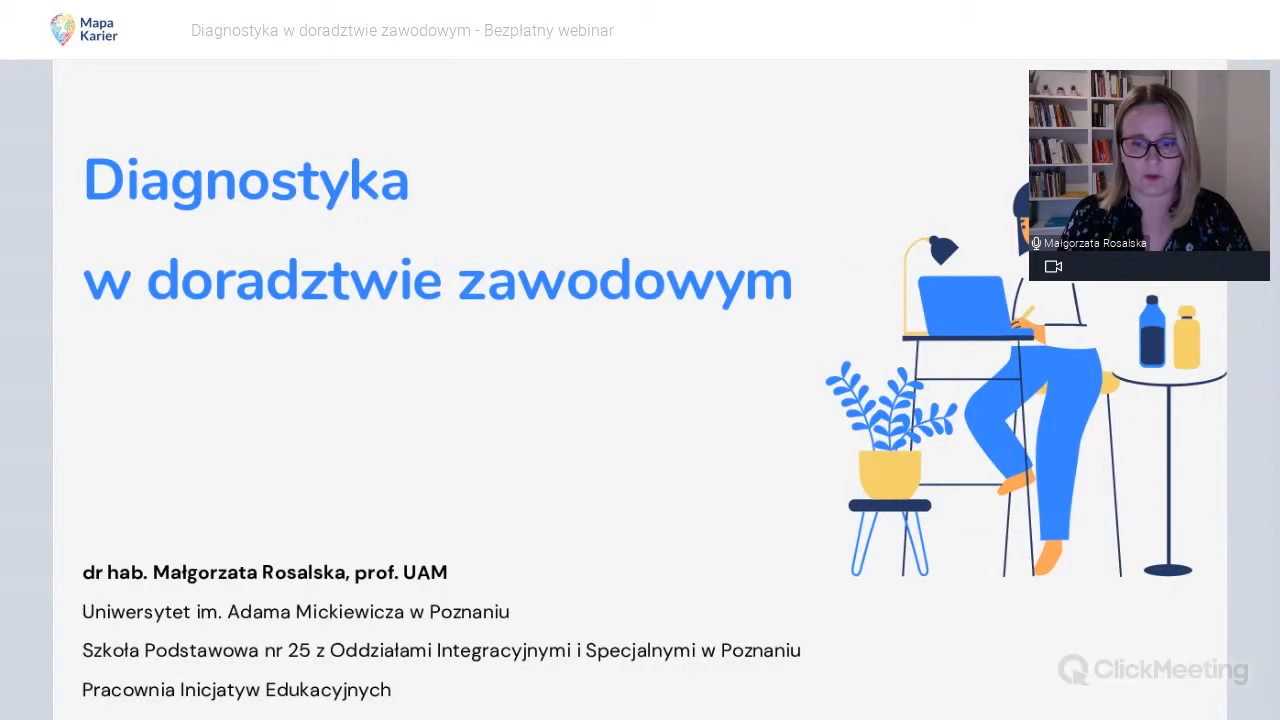 Mapa
Karier
Diagnostyka w doradztwie zawodowym - Bezpłatny webinar
Małgorzata Rosalska
Diagnostyka
w doradztwie zawodowym
dr hab. Małgorzata Rosalska, prof. UAM
Uniwersytet im. Adama Mickiewicza w Poznaniu
Szkoła Podstawowa nr 25 z Oddziałami Integracyjnymi i Specjalnymi w Poznaniu
Pracownia Inicjatyw Edukacyjnych
ClickMeeting